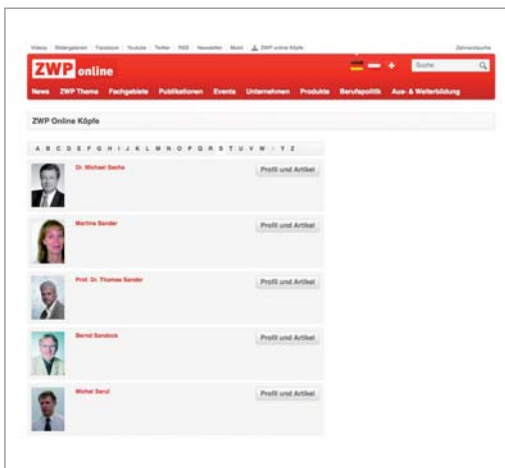 Videos Bildergalerien Facebook Youtube Twitter RSS Newsletter Mobil ZWP online Köpfe Zahnarztsuche
ZWP online
Suche
News ZWP Thema Fachgebiete Publikationen Events Unternehmen Produkte Berufspolitik Aus- & Weiterbildung
ZWP Online Köpfe
A B C D E F G H I J K L M N O P Q R S T U V W X Y Z
Dr. Michael Sachs Profil und Artikel
Martina Sander Profil und Artikel
Prof. Dr. Thomas Sander Profil und Artikel
Bernd Sandock Profil und Artikel
Michel Sarul Profil und Artikel